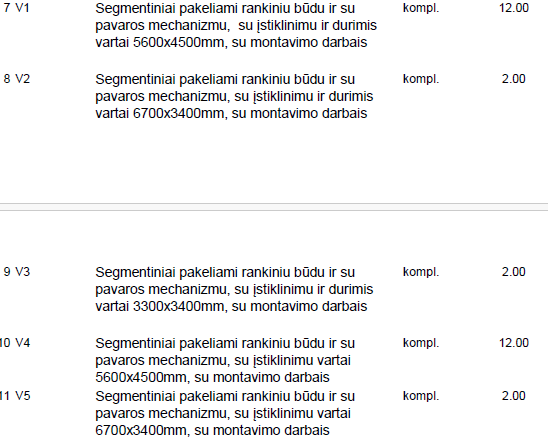 7 V1 Segmentiniai pakeliami rankiniu būdu ir su kompl. 12.00
pavaros mechanizmu, su įstiklinimu ir durimis
vartai 5600x4500mm, su montavimo darbais
8 V2 Segmentiniai pakeliami rankiniu būdu ir su kompl. 2.00
pavaros mechanizmu, su įstiklinimu ir durimis
vartai 6700x3400mm, su montavimo darbais
9 V3 Segmentiniai pakeliami rankiniu būdu ir su kompl. 2.00
pavaros mechanizmu, su įstiklinimu ir durimis
vartai 3300x3400mm, su montavimo darbais
10 V4 Segmentiniai pakeliami rankiniu būdu ir su kompl. 12.00
pavaros mechanizmu, su įstiklinimu vartai
5600x4500mm, su montavimo darbais
11 V5 Segmentiniai pakeliami rankiniu būdu ir su kompl. 2.00
pavaros mechanizmu, su įstiklinimu vartai
6700x3400mm, su montavimo darbais